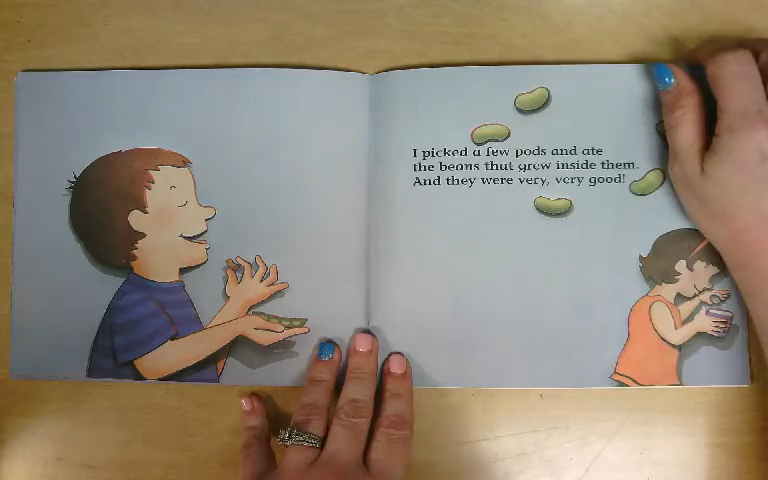 I picked a few pods and ate
the beans that grew inside them.
And they were very, very good!